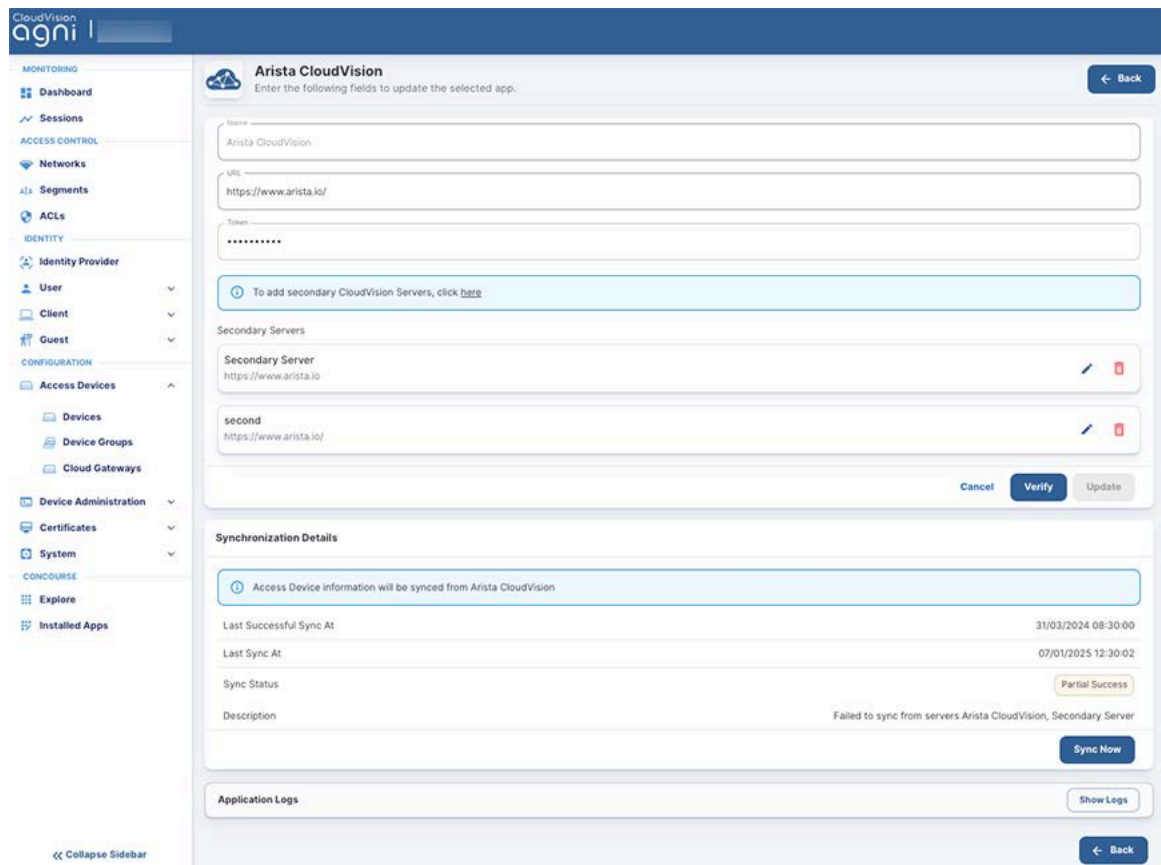 CloudVision
agni
MONITORING
Dashboard
Sessions
ACCESS CONTROL
Networks
Segments
ACLs
IDENTITY
Identity Provider
User
Client
Guest
CONFIGURATION
Access Devices
Devices
Device Groups
Cloud Gateways
Device Administration
Certificates
System
CONCOURSE
Explore
Installed Apps
Collapse Sidebar
Arista CloudVision
Enter the following fields to update the selected app.
Back
Name
Arista CloudVision
URL
https://www.arista.io/
Token
••••••••••
To add secondary CloudVision Servers, click here
Secondary Servers
Secondary Server
https://www.arista.io
second
https://www.arista.io/
Cancel Verify Update
Synchronization Details
Access Device information will be synced from Arista CloudVision
Last Successful Sync At 31/03/2024 08:30:00
Last Sync At 07/01/2025 12:30:02
Sync Status Partial Success
Description Failed to sync from servers Arista CloudVision, Secondary Server
Sync Now
Application Logs Show Logs
Back